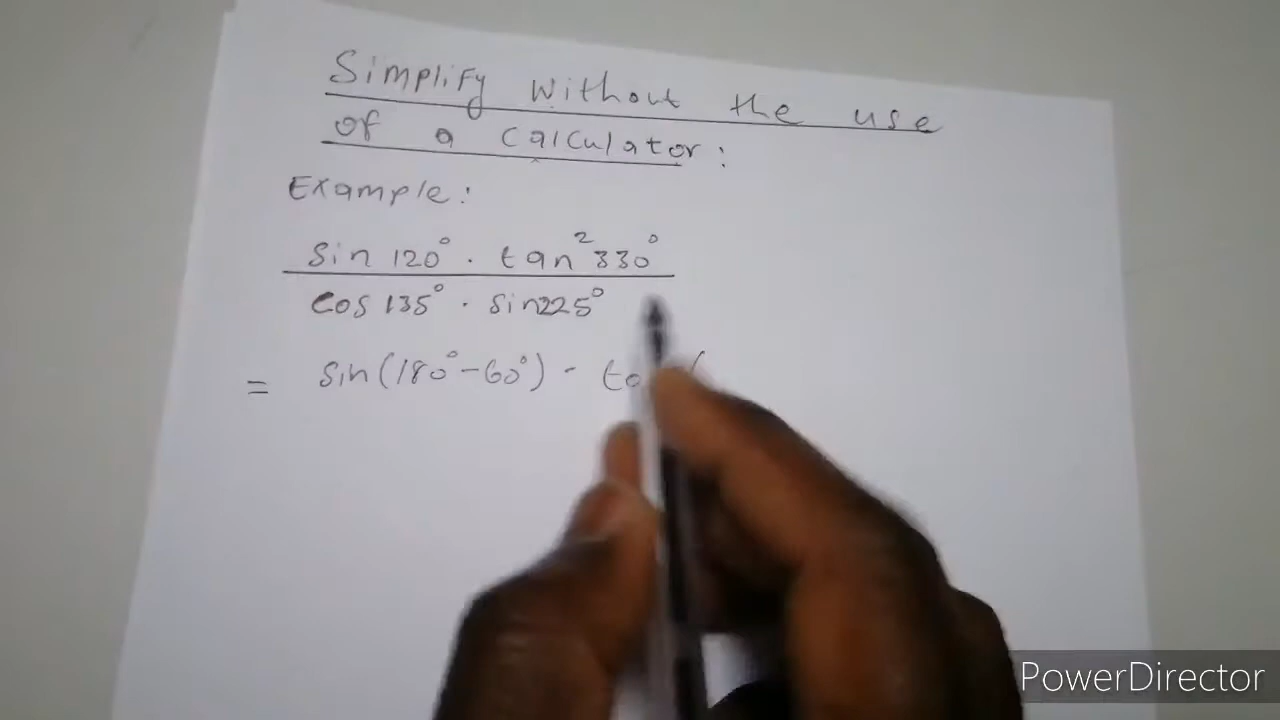 Simplify without the use
of a calculator:
Example:
sin 120° · tan² 330°
cos 135° · sin 225°
= sin(180° - 60°) · (
PowerDirector